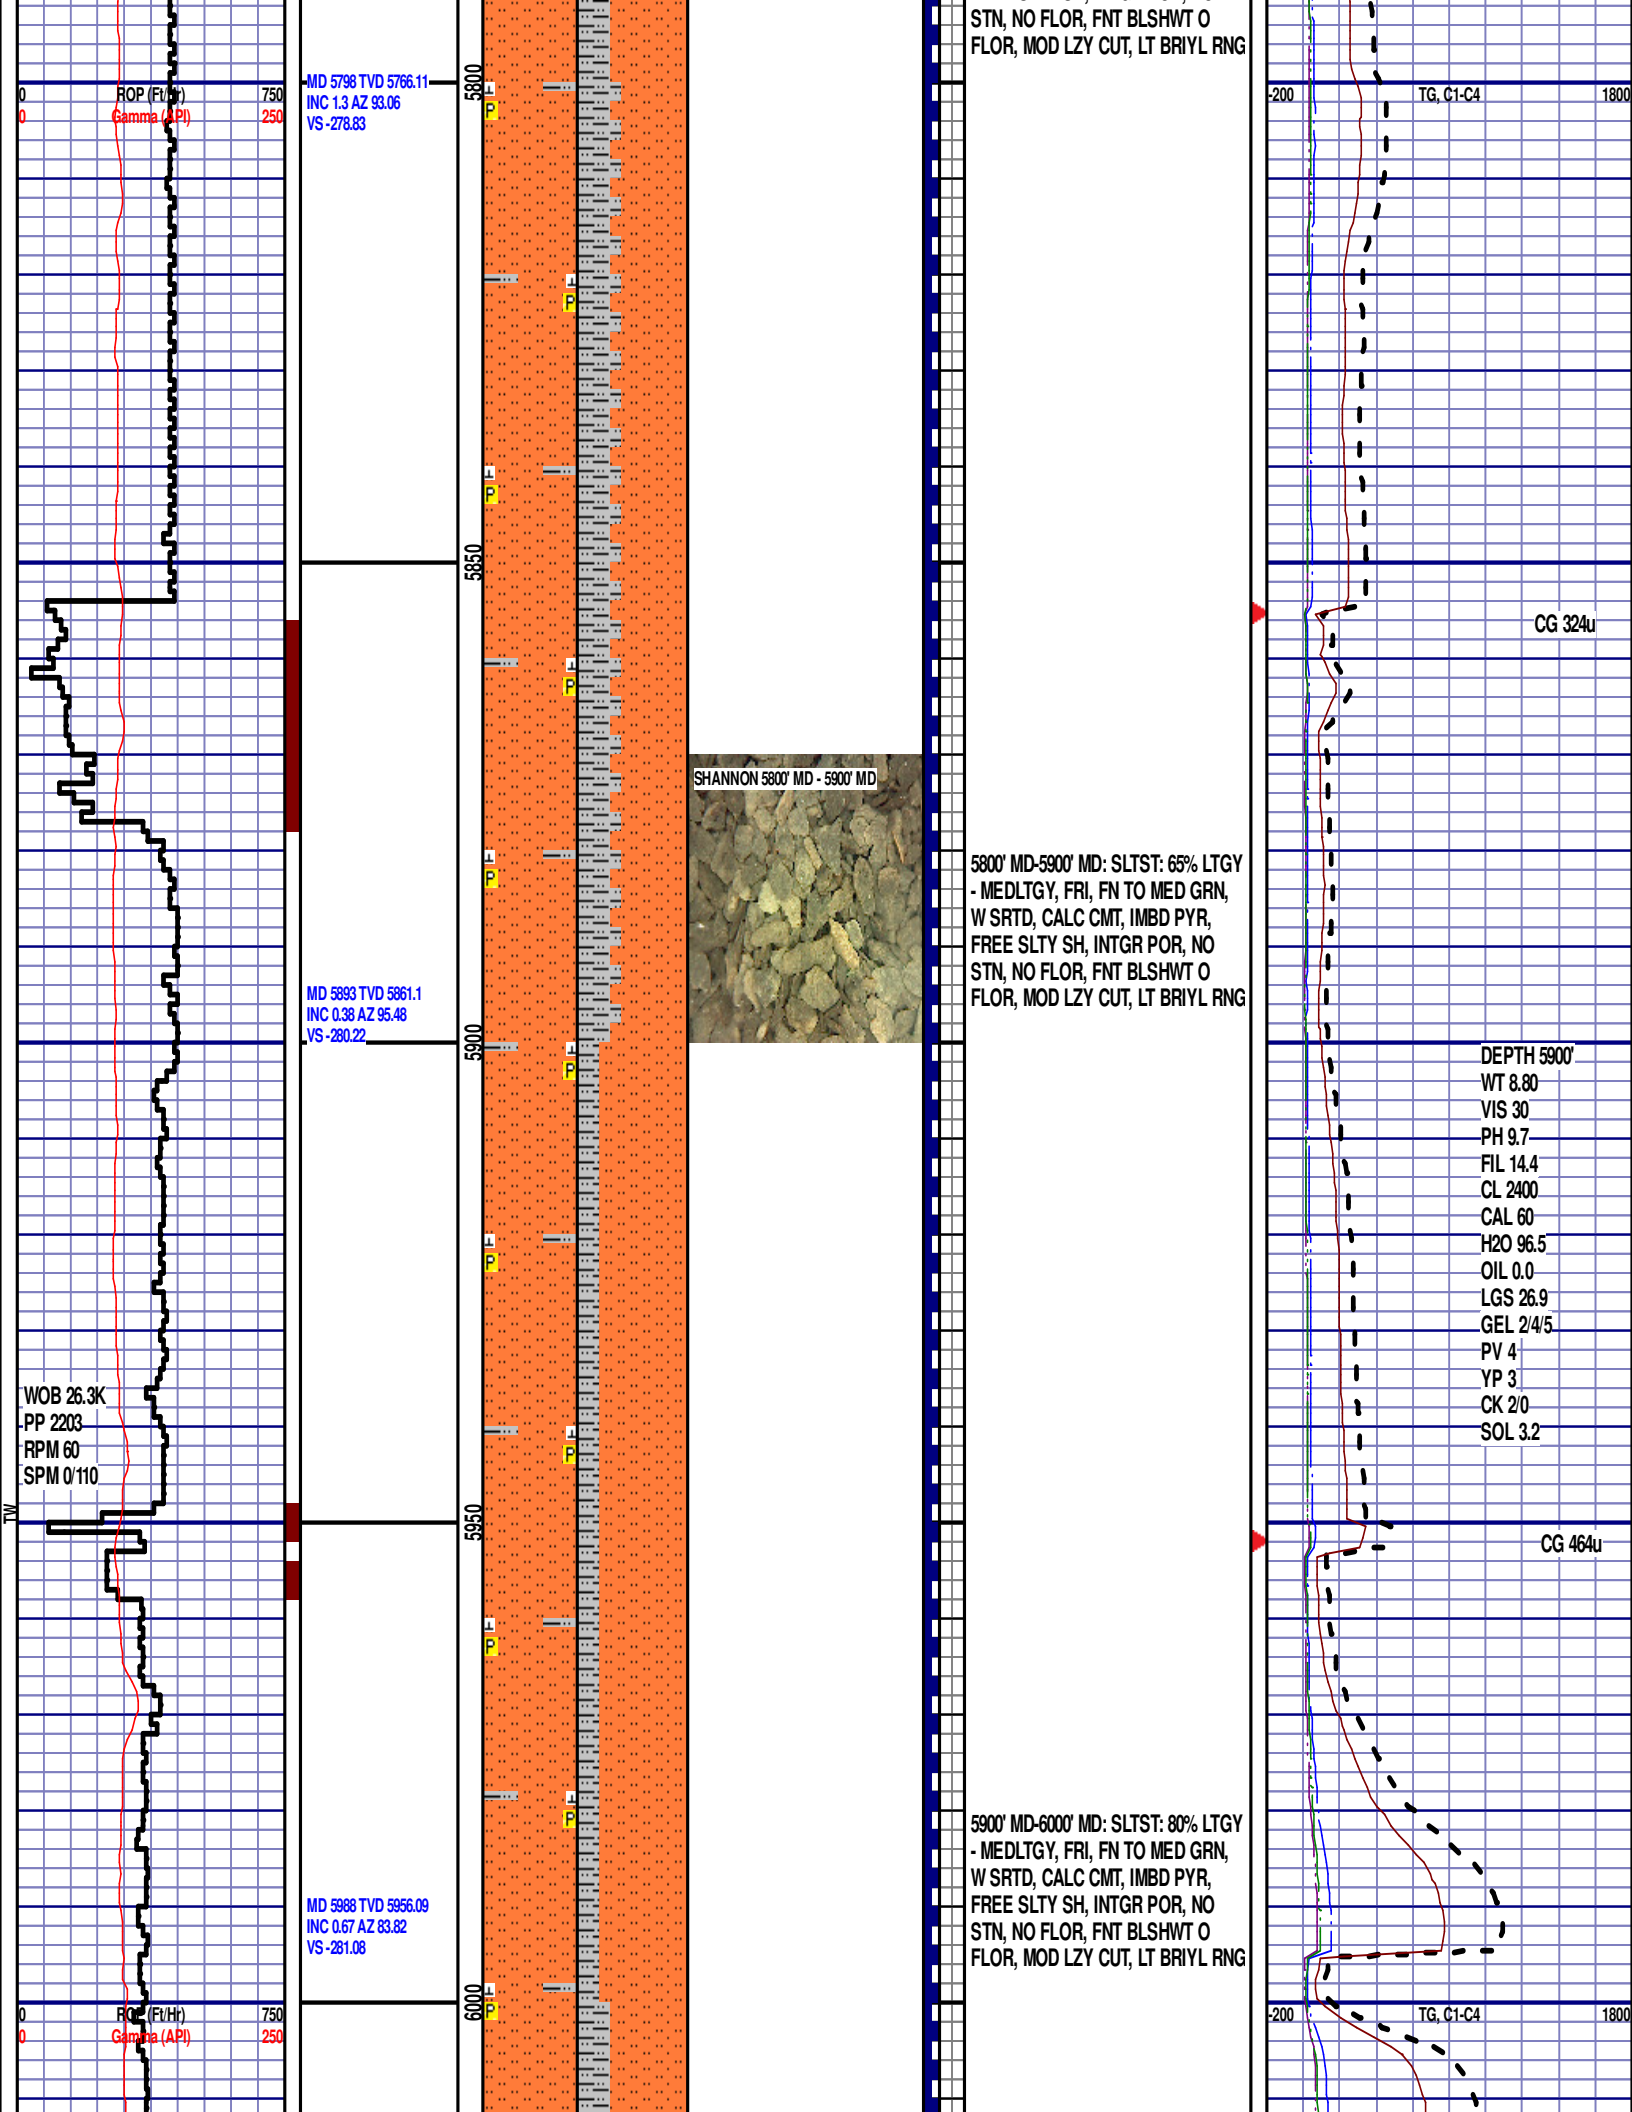 STN, NO FLOR, FNT BLSHWT O
FLOR, MOD LZY CUT, LT BRIYL RNG
MD 5798 TVD 5766.11
INC 1.3 AZ 93.06
VS -278.83
5800
0 ROP (Ft/Hr) 750
0 Gamma (API) 250
-200 TG, C1-C4 1800
P
P
P
5850
CG 324u
P
SHANNON 5800' MD - 5900' MD
P
5800' MD-5900' MD: SLTST: 65% LTGY
- MEDLTGY, FRI, FN TO MED GRN,
W SRTD, CALC CMT, IMBD PYR,
FREE SLTY SH, INTGR POR, NO
STN, NO FLOR, FNT BLSHWT O
FLOR, MOD LZY CUT, LT BRIYL RNG
MD 5893 TVD 5861.1
INC 0.38 AZ 95.48
VS -280.22
5900
P
DEPTH 5900'
WT 8.80
VIS 30
PH 9.7
FIL 14.4
CL 2400
CAL 60
H2O 96.5
OIL 0.0
LGS 26.9
GEL 2/4/5
PV 4
YP 3
CK 2/0
SOL 3.2
P
WOB 26.3K
PP 2203
RPM 60
SPM 0/110
P
TW
5950
CG 464u
P
P
5900' MD-6000' MD: SLTST: 80% LTGY
- MEDLTGY, FRI, FN TO MED GRN,
W SRTD, CALC CMT, IMBD PYR,
FREE SLTY SH, INTGR POR, NO
STN, NO FLOR, FNT BLSHWT O
FLOR, MOD LZY CUT, LT BRIYL RNG
MD 5988 TVD 5956.09
INC 0.67 AZ 83.82
VS -281.08
6000
P
0 (Ft/Hr) 750
0 Gamma (API) 250
-200 TG, C1-C4 1800